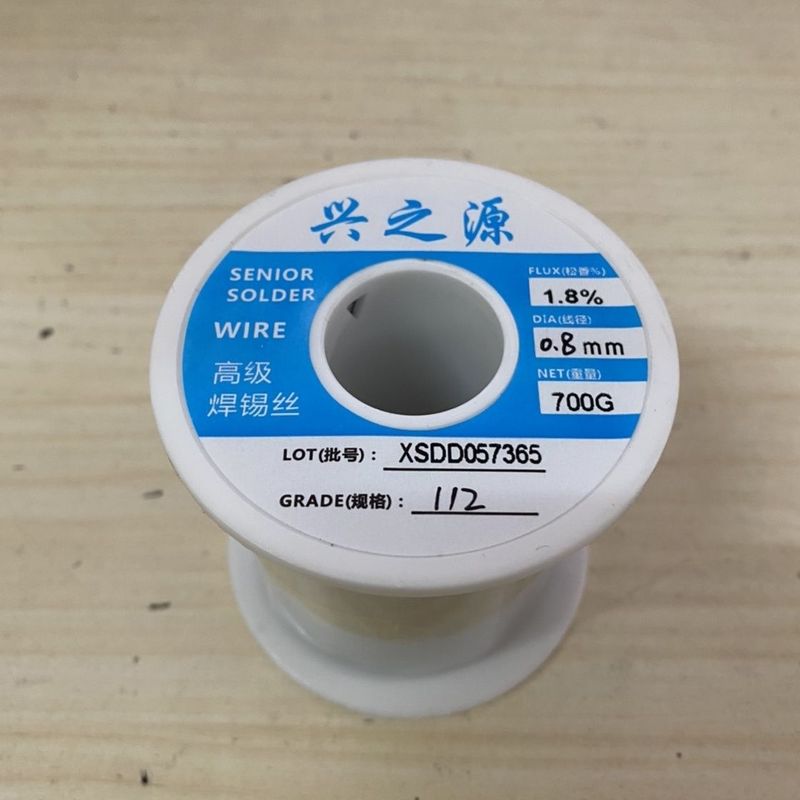 兴之源
SENIOR
SOLDER
WIRE
高级
焊锡丝
FLUX(松香%)
1.8%
DIA(线径)
0.8mm
NET(重量)
700G
LOT(批号): XSDD057365
GRADE(规格): 112